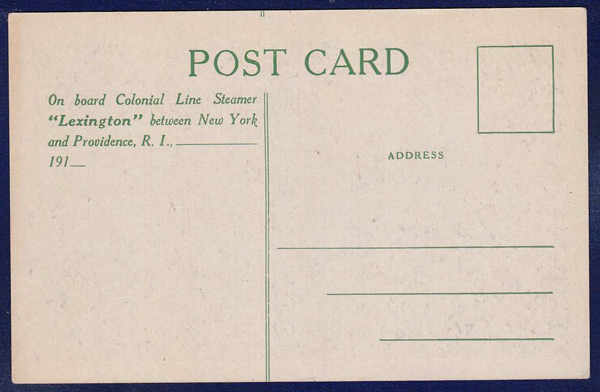 POST CARD
On board Colonial Line Steamer
"Lexington" between New York
and Providence, R. I.,
191
ADDRESS